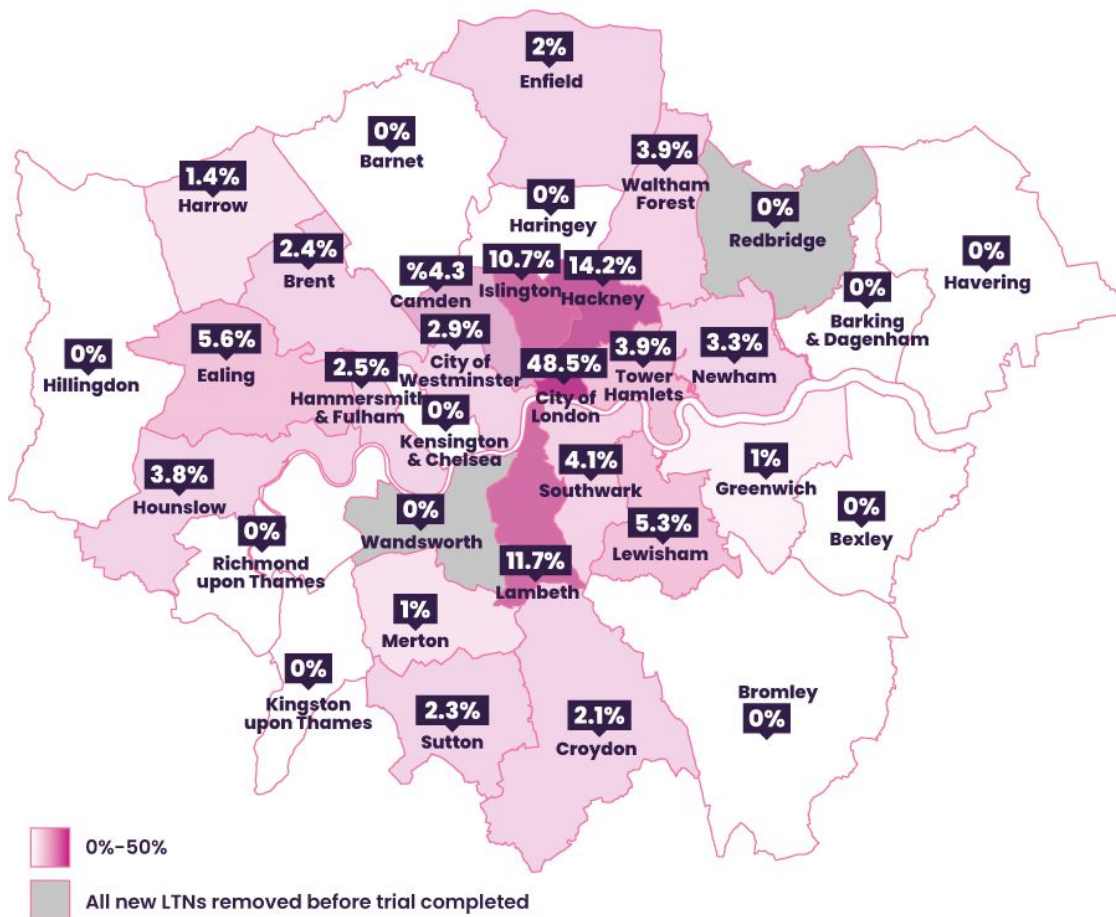 2%
Enfield
0%
Barnet
3.9%
Waltham
Forest
1.4%
Harrow
0%
Haringey
0%
Redbridge
2.4%
Brent
%4.3
Camden
10.7%
Islington
14.2%
Hackney
0%
Havering
0%
Barking
& Dagenham
0%
Hillingdon
5.6%
Ealing
2.5%
Hammersmith
& Fulham
2.9%
City of
Westminster
48.5%
City of
London
3.9%
Tower
Hamlets
3.3%
Newham
0%
Kensington
& Chelsea
3.8%
Hounslow
4.1%
Southwark
1%
Greenwich
0%
Richmond
upon Thames
0%
Wandsworth
5.3%
Lewisham
0%
Bexley
11.7%
Lambeth
1%
Merton
0%
Kingston
upon Thames
2.3%
Sutton
2.1%
Croydon
Bromley
0%
0%-50%
All new LTNs removed before trial completed